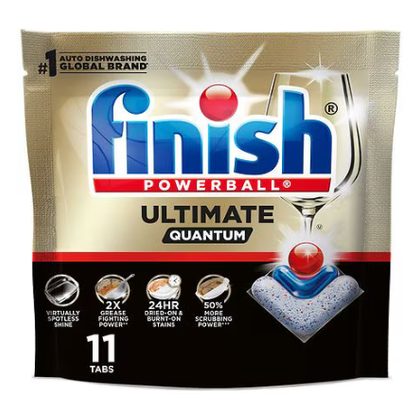 #1 AUTO DISHWASHING
GLOBAL BRAND^
finish®
POWERBALL®
ULTIMATE
QUANTUM
VIRTUALLY
SPOTLESS
SHINE
2X
GREASE
FIGHTING
POWER**
24HR
DRIED-ON &
BURNT-ON
STAINS
50%
MORE
SCRUBBING
POWER***
11
TABS